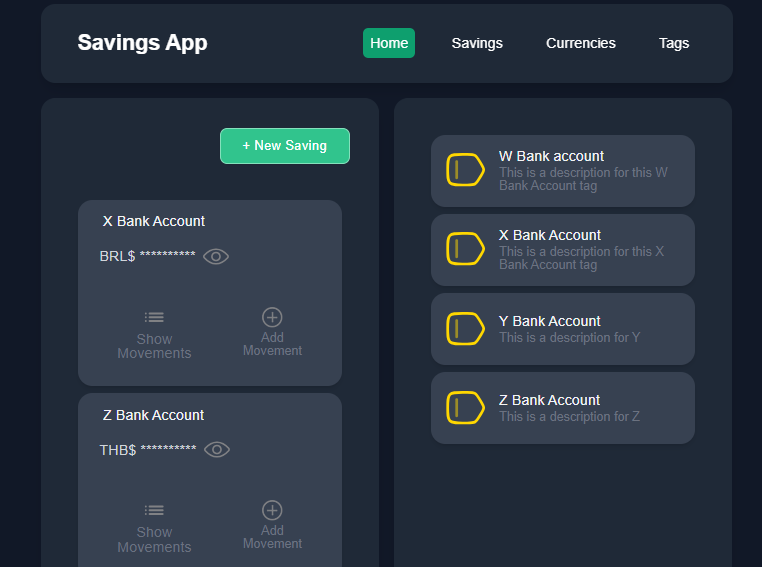 Savings App
Home
Savings
Currencies
Tags
+ New Saving
X Bank Account
BRL$ **********
Show
Movements
Add
Movement
Z Bank Account
THB$ **********
Show
Movements
Add
Movement
W Bank account
This is a description for this W
Bank Account tag
X Bank Account
This is a description for this X
Bank Account tag
Y Bank Account
This is a description for Y
Z Bank Account
This is a description for Z